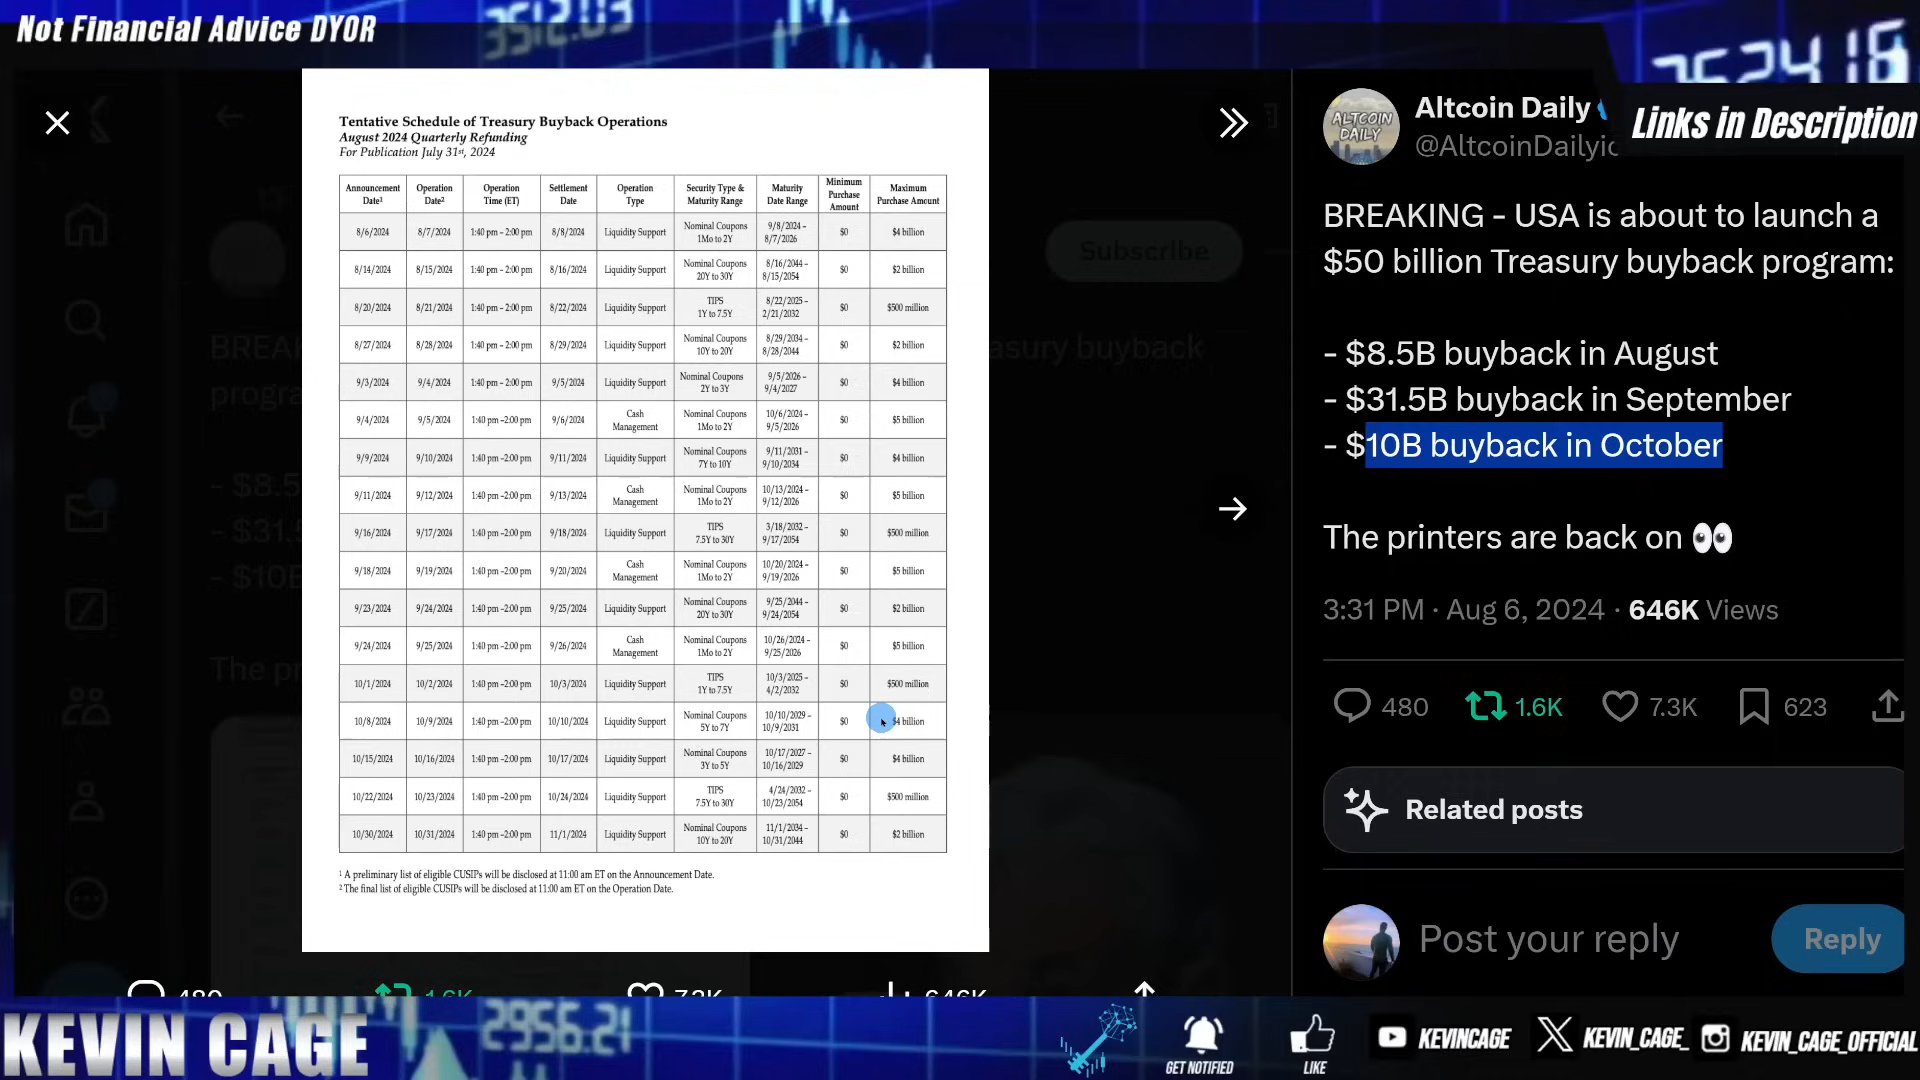 Not Financial Advice DYOR
3512.03
Links in Description
Tentative Schedule of Treasury Buyback Operations
August 2024 Quarterly Refunding
For Publication July 31st, 2024
Announcement Date¹ Operation Date² Operation Time (ET) Settlement Date Operation Type Security Type & Maturity Range Maturity Date Range Minimum Purchase Amount Maximum Purchase Amount
8/6/2024 8/7/2024 1:40 pm – 2:00 pm 8/8/2024 Liquidity Support Nominal Coupons 1Mo to 2Y 9/8/2024 – 8/7/2026 $0 $4 billion
8/14/2024 8/15/2024 1:40 pm – 2:00 pm 8/16/2024 Liquidity Support Nominal Coupons 20Y to 30Y 8/16/2044 – 8/15/2054 $0 $2 billion
8/20/2024 8/21/2024 1:40 pm – 2:00 pm 8/22/2024 Liquidity Support TIPS 1Y to 7.5Y 8/22/2025 – 2/21/2032 $0 $500 million
8/27/2024 8/28/2024 1:40 pm – 2:00 pm 8/29/2024 Liquidity Support Nominal Coupons 10Y to 20Y 8/29/2034 – 8/28/2044 $0 $2 billion
9/3/2024 9/4/2024 1:40 pm – 2:00 pm 9/5/2024 Liquidity Support Nominal Coupons 2Y to 3Y 9/5/2026 – 9/4/2027 $0 $4 billion
9/4/2024 9/5/2024 1:40 pm –2:00 pm 9/6/2024 Cash Management Nominal Coupons 1Mo to 2Y 10/6/2024 – 9/5/2026 $0 $5 billion
9/9/2024 9/10/2024 1:40 pm –2:00 pm 9/11/2024 Liquidity Support Nominal Coupons 7Y to 10Y 9/11/2031 – 9/10/2034 $0 $4 billion
9/11/2024 9/12/2024 1:40 pm –2:00 pm 9/13/2024 Cash Management Nominal Coupons 1Mo to 2Y 10/13/2024 – 9/12/2026 $0 $5 billion
9/16/2024 9/17/2024 1:40 pm –2:00 pm 9/18/2024 Liquidity Support TIPS 7.5Y to 30Y 3/18/2032 – 9/17/2054 $0 $500 million
9/18/2024 9/19/2024 1:40 pm –2:00 pm 9/20/2024 Cash Management Nominal Coupons 1Mo to 2Y 10/20/2024 – 9/19/2026 $0 $5 billion
9/23/2024 9/24/2024 1:40 pm –2:00 pm 9/25/2024 Liquidity Support Nominal Coupons 20Y to 30Y 9/25/2044 – 9/24/2054 $0 $2 billion
9/24/2024 9/25/2024 1:40 pm –2:00 pm 9/26/2024 Cash Management Nominal Coupons 1Mo to 2Y 10/26/2024 – 9/25/2026 $0 $5 billion
10/1/2024 10/2/2024 1:40 pm –2:00 pm 10/3/2024 Liquidity Support TIPS 1Y to 7.5Y 10/3/2025 – 4/2/2032 $0 $500 million
10/8/2024 10/9/2024 1:40 pm –2:00 pm 10/10/2024 Liquidity Support Nominal Coupons 5Y to 7Y 10/10/2029 – 10/9/2031 $0 $4 billion
10/15/2024 10/16/2024 1:40 pm –2:00 pm 10/17/2024 Liquidity Support Nominal Coupons 3Y to 5Y 10/17/2027 – 10/16/2029 $0 $4 billion
10/22/2024 10/23/2024 1:40 pm –2:00 pm 10/24/2024 Liquidity Support TIPS 7.5Y to 30Y 4/24/2032 – 10/23/2054 $0 $500 million
10/30/2024 10/31/2024 1:40 pm –2:00 pm 11/1/2024 Liquidity Support Nominal Coupons 10Y to 20Y 11/1/2034 – 10/31/2044 $0 $2 billion
¹ A preliminary list of eligible CUSIPs will be disclosed at 11:00 am ET on the Announcement Date.
² The final list of eligible CUSIPs will be disclosed at 11:00 am ET on the Operation Date.
Subscribe
Altcoin Daily
ALTCOIN DAILY
@AltcoinDailyio
BREAKING - USA is about to launch a
$50 billion Treasury buyback program:
- $8.5B buyback in August
- $31.5B buyback in September
- $10B buyback in October
The printers are back on 👀
3:31 PM · Aug 6, 2024 · 646K Views
480 1.6K 7.3K 623
Related posts
Post your reply
Reply
480 1.6K 7.3K 646K
KEVIN CAGE
2956.21
GET NOTIFIED
LIKE
KEVINCAGE
KEVIN_CAGE_
KEVIN_CAGE_OFFICIAL